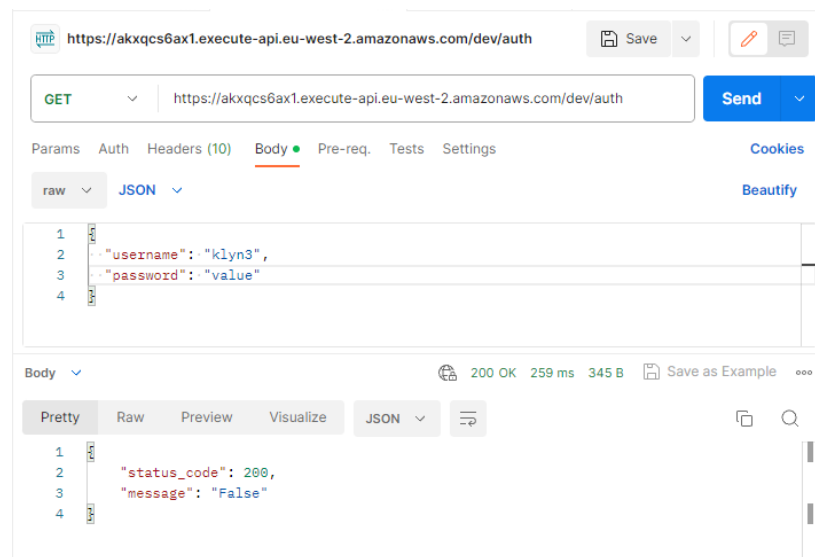 HTTP https://akxqcs6ax1.execute-api.eu-west-2.amazonaws.com/dev/auth Save
GET https://akxqcs6ax1.execute-api.eu-west-2.amazonaws.com/dev/auth Send
Params Auth Headers (10) Body Pre-req. Tests Settings Cookies
raw JSON Beautify
1 {
2 "username": "klyn3",
3 "password": "value"
4 }
Body 200 OK 259 ms 345 B Save as Example
Pretty Raw Preview Visualize JSON
1 {
2 "status_code": 200,
3 "message": "False"
4 }